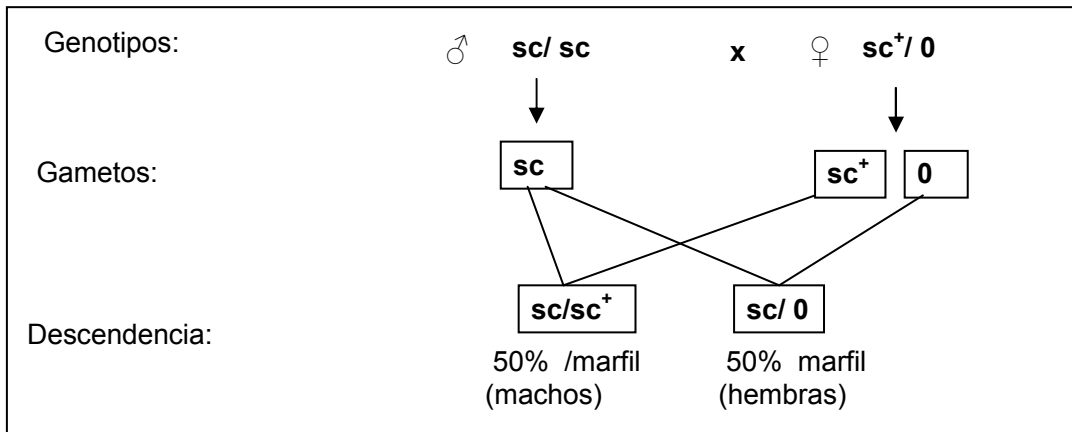 Genotipos: ♂ sc/ sc x ♀ sc⁺/ 0
Gametos: sc sc⁺ 0
Descendencia: sc/sc⁺ sc/ 0
50% /marfil 50% marfil
(machos) (hembras)